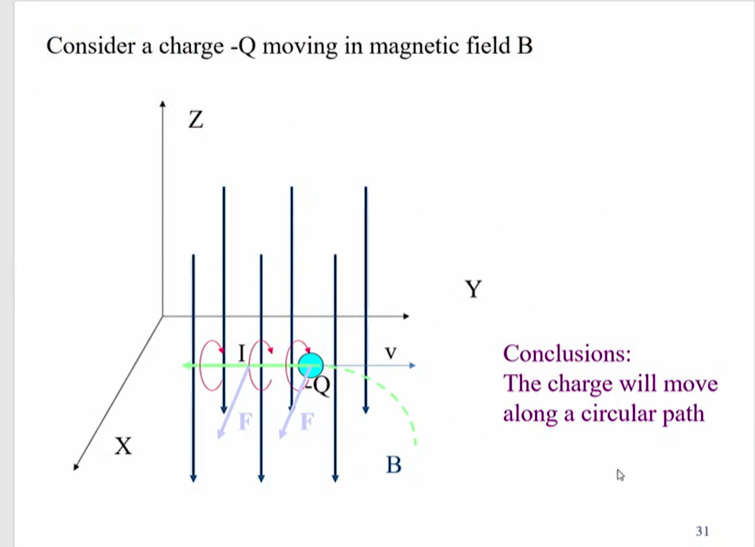 Consider a charge -Q moving in magnetic field B
Z
Y
I
v
-Q
F
F
X
B
Conclusions:
The charge will move
along a circular path
31